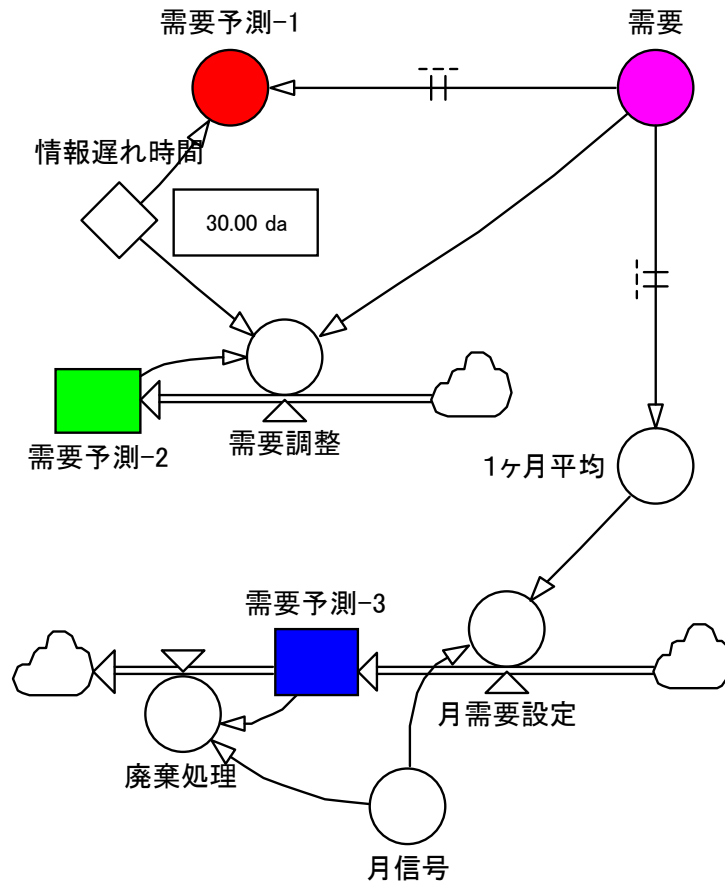 需要予測-1
需要
情報遅れ時間
30.00 da
需要予測-2
需要調整
1ヶ月平均
需要予測-3
月需要設定
廃棄処理
月信号